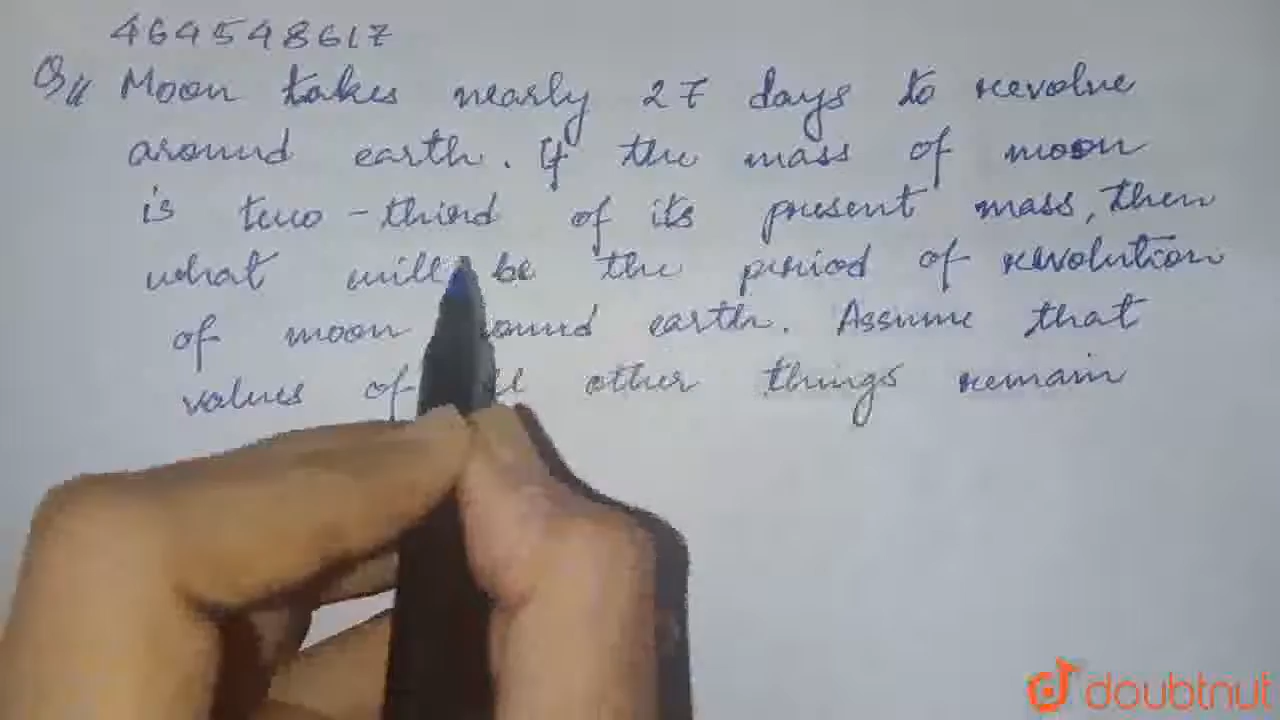 464548617
Q Moon takes nearly 27 days to revolve
around earth. If the mass of moon
is two-third of its present mass, then
what will be the period of revolution
of moon earth. Assume that
values of other things remain
doubtnut